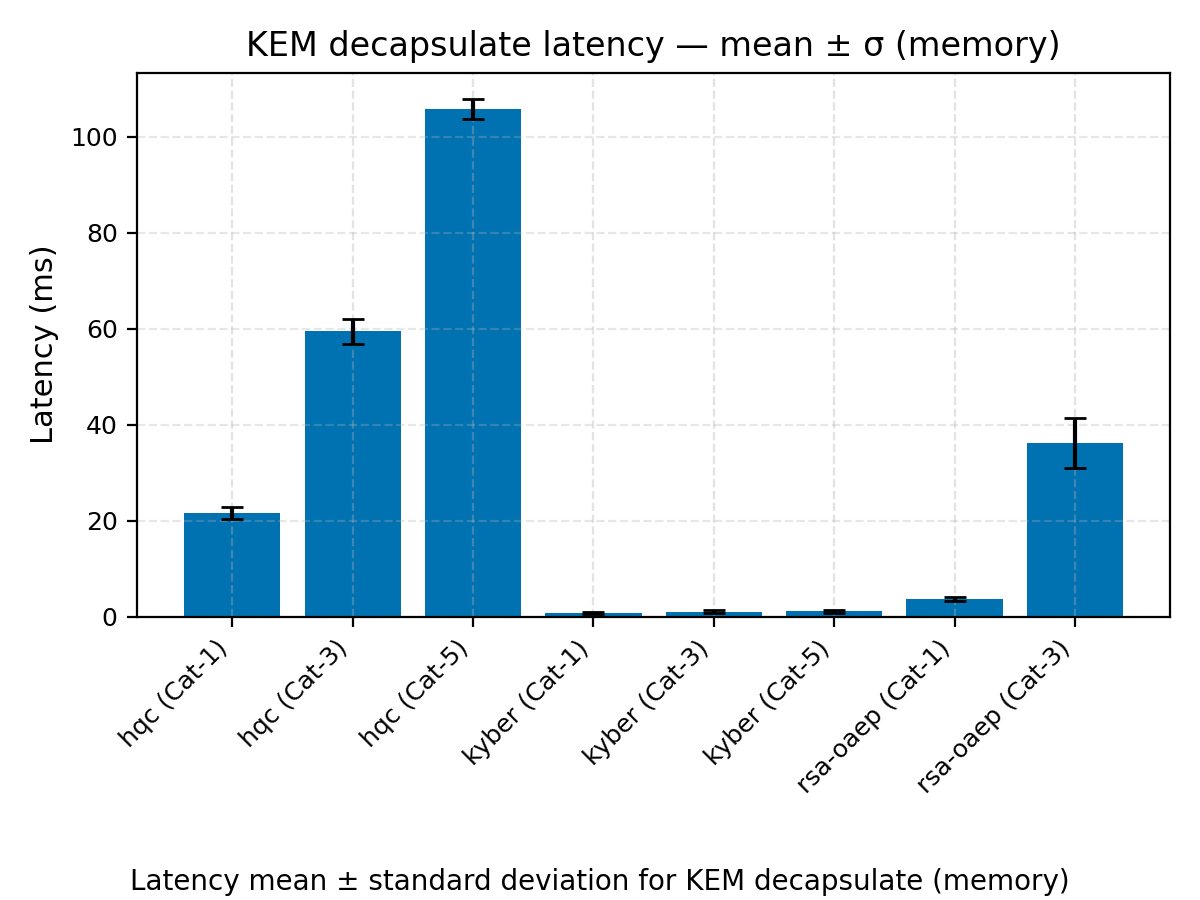 KEM decapsulate latency — mean ± σ (memory)
Latency (ms)
100
80
60
40
20
0
hqc (Cat-1)
hqc (Cat-3)
hqc (Cat-5)
kyber (Cat-1)
kyber (Cat-3)
kyber (Cat-5)
rsa-oaep (Cat-1)
rsa-oaep (Cat-3)
Latency mean ± standard deviation for KEM decapsulate (memory)